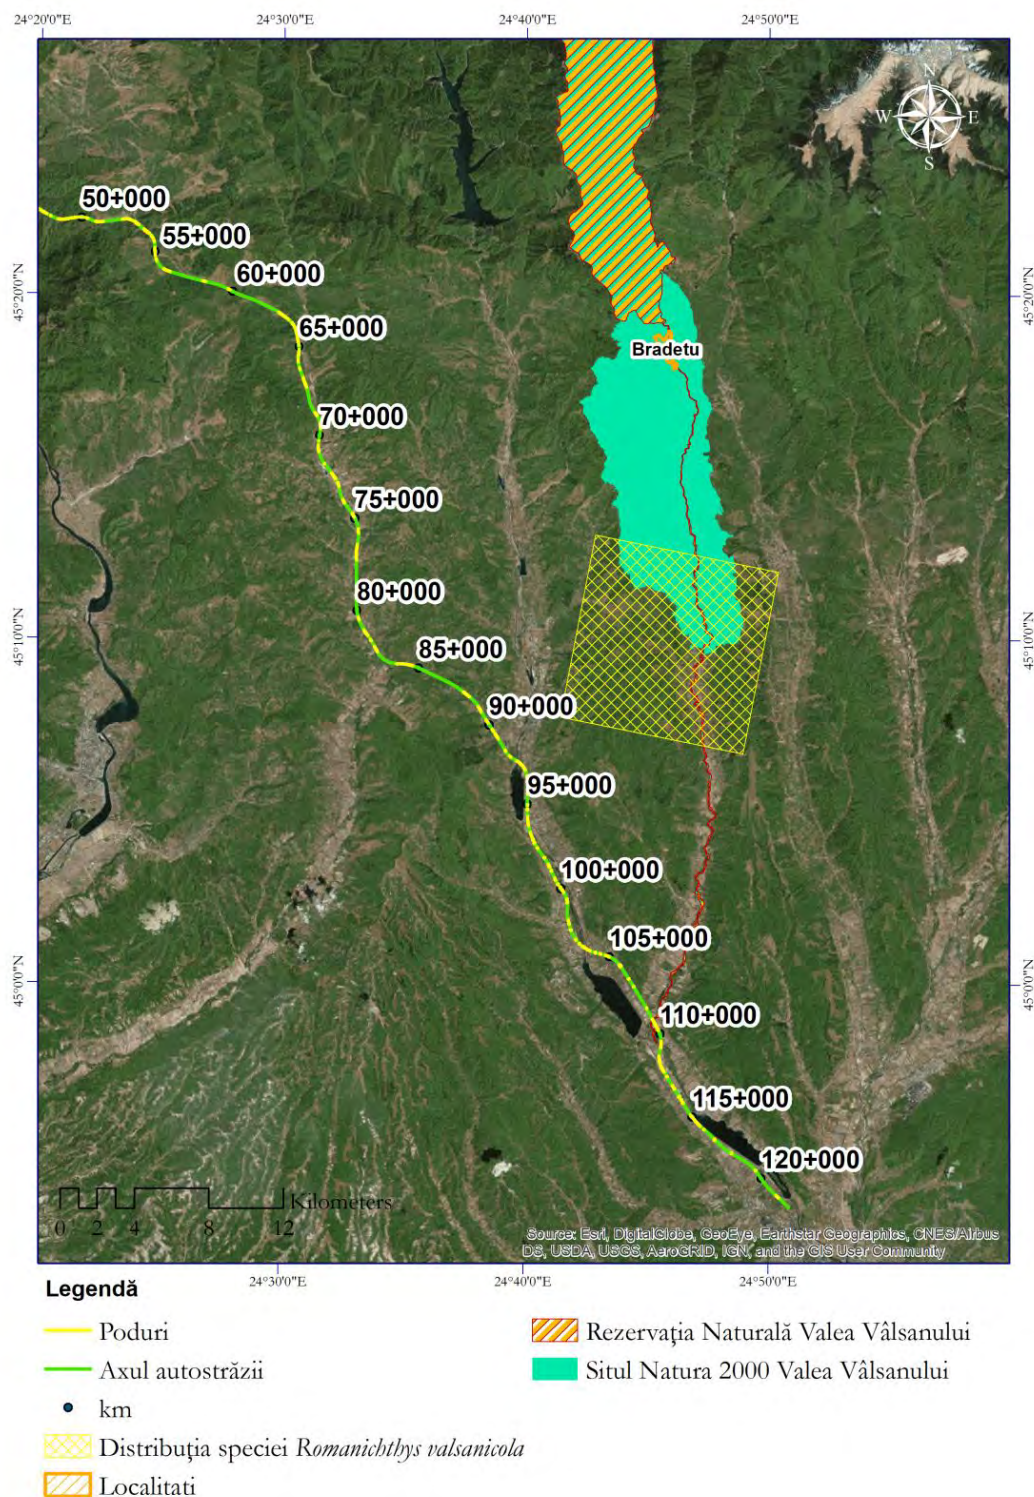 24°20'0"E 24°30'0"E 24°40'0"E 24°50'0"E
N
W E
S
50+000
55+000
60+000
45°20'0"N 45°20'0"N
65+000
Bradetu
70+000
75+000
80+000
45°10'0"N 45°10'0"N
85+000
90+000
95+000
100+000
105+000
45°0'0"N 45°0'0"N
110+000
115+000
120+000
Kilometers
0 2 4 8 12
Source: Esri, DigitalGlobe, GeoEye, Earthstar Geographics, CNES/Airbus
DS, USDA, USGS, AeroGRID, IGN, and the GIS User Community
24°30'0"E 24°40'0"E 24°50'0"E
Legendă
Poduri
Axul autostrăzii
km
Distribuția speciei Romanichthys valsanicola
Localitati
Rezervația Naturală Valea Vâlsanului
Situl Natura 2000 Valea Vâlsanului